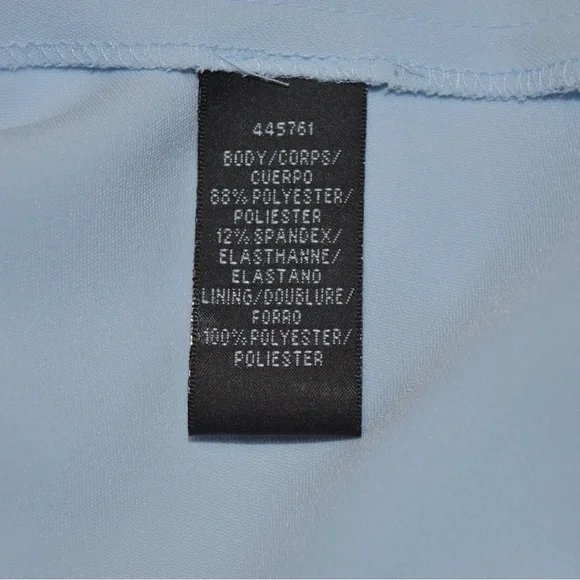 445761
BODY/CORPS/
CUERPO
88% POLYESTER/
POLIESTER
12% SPANDEX/
ELASTHANNE/
ELASTANO
LINING/DOUBLURE/
FORRO
100% POLYESTER/
POLIESTER